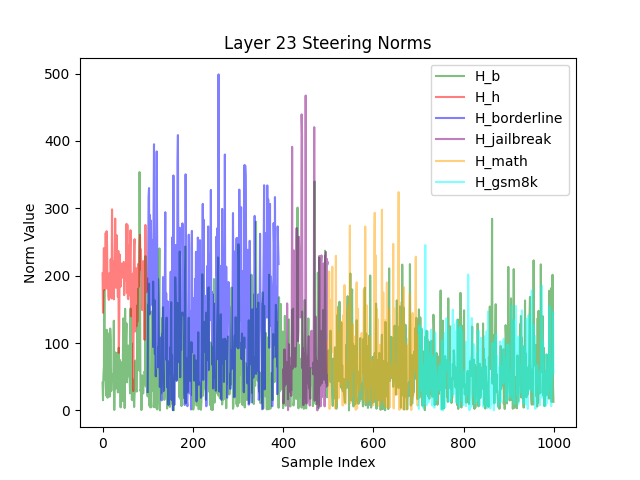 Layer 23 Steering Norms
500
400
300
200
100
0
Norm Value
0
200
400
600
800
1000
Sample Index
H_b
H_h
H_borderline
H_jailbreak
H_math
H_gsm8k